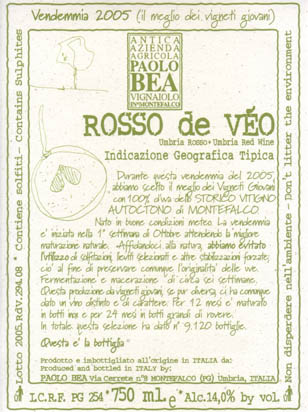 Vendemmia 2005 (il meglio dei vigneti giovani)
ANTICA
AZIENDA
AGRICOLA
PAOLO
BEA
VIGNAIOLO
IN MONTEFALCO
ROSSO de VÉO
Umbria Rosso • Umbria Red Wine
Indicazione Geografica Tipica
Durante questa vendemmia del 2005
abbiamo scelto il meglio dei Vigneti Giovani
con 100% d'uva dello STORICO VITIGNO
AUTOCTONO di MONTEFALCO
Nato in buone condizioni meteo. La vendemmia
e' iniziata nella 1° settimana di Ottobre attendendo la migliore
maturazione naturale. Affidandoci alla natura, abbiamo evitato
l'utilizzo di solfitazioni, lieviti selezionati e altre stabilizzazioni forzate;
cio' al fine di preservare comunque l'originalità delle uve.
Fermentazione e macerazione di circa sei settimane.
Questa produzione di vigneti giovani, se pur diversa, ci ha comunque
dato un vino distinto e di carattere. Per 12 mesi e' maturato
in botti inox e per 24 mesi in botti grandi di rovere.
In totale questa selezione ha dato n° 9.120 bottiglie.
Questa e' la bottiglia
Prodotto e imbottigliato all'origine in ITALIA da:
Produced and bottled in ITALY by:
PAOLO BEA via Cerrete n°8 MONTEFALCO (PG) Umbria, ITALIA
I.C.R.F. PG 254 * 750 ML e * Alc.14,0% by vol.
Lotto 2005.RdV.294.08 * Contiene solfiti - Contains Sulphites
Non disperdere nell'ambiente - Don't litter the environment